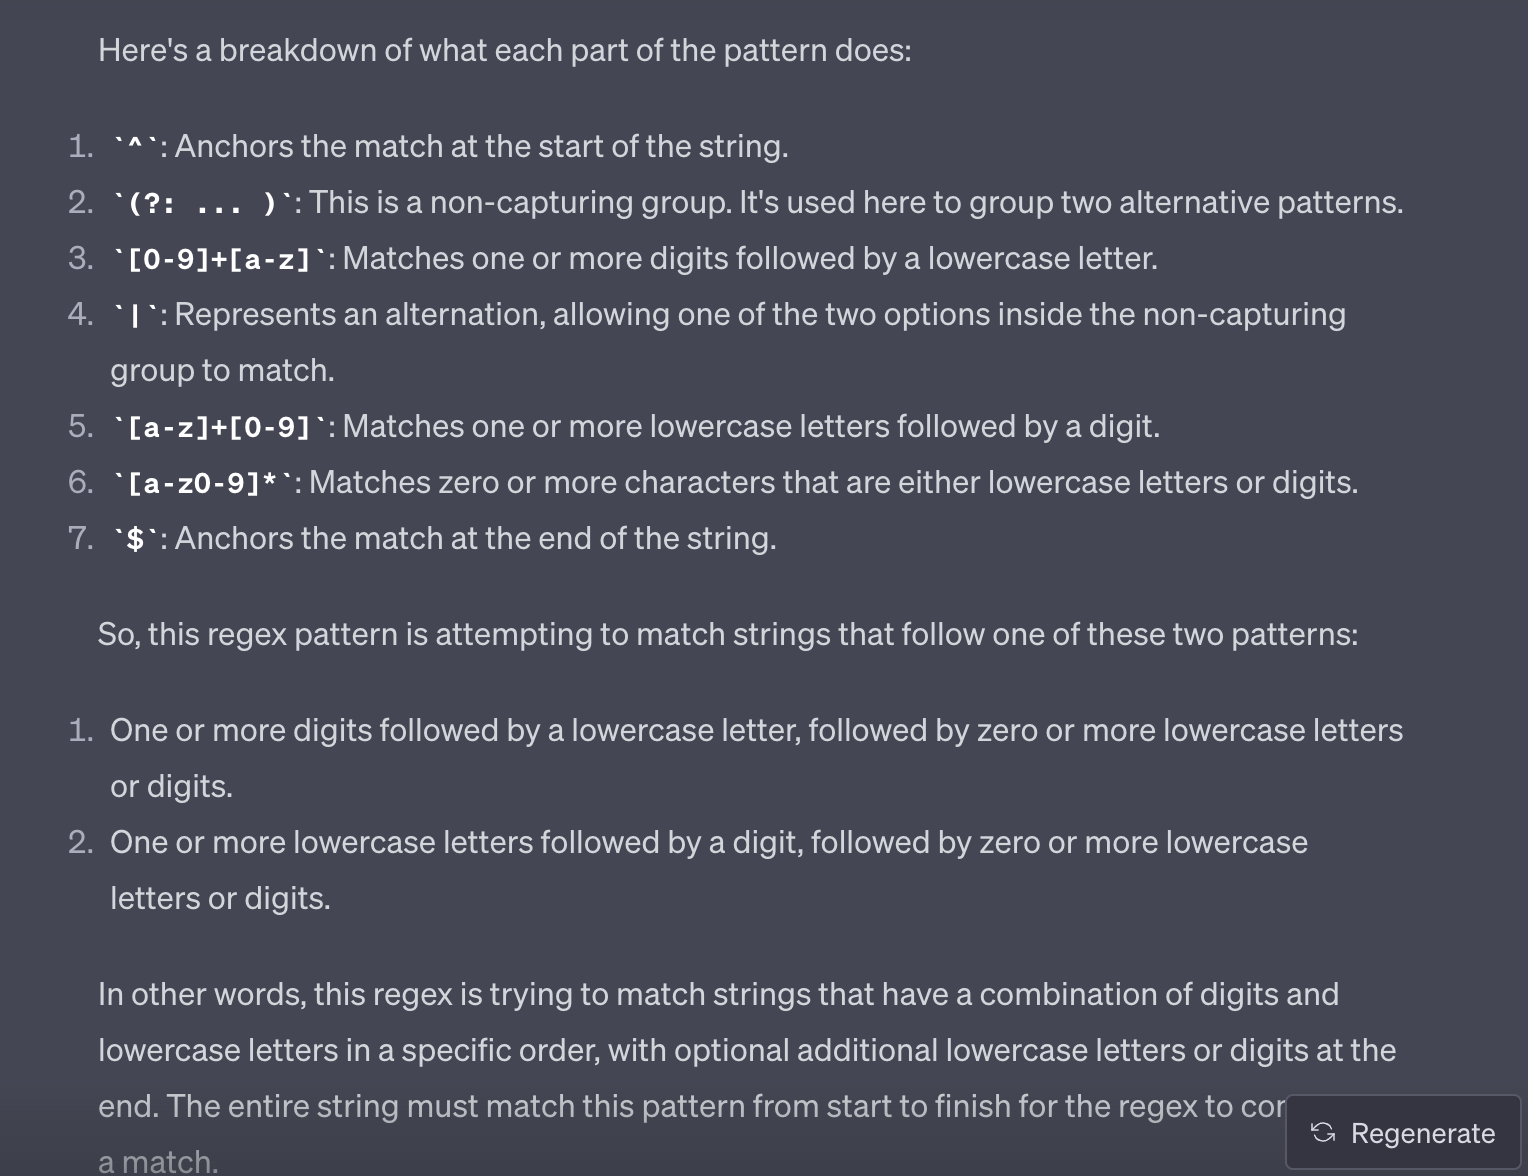 Here's a breakdown of what each part of the pattern does:
1. `^`: Anchors the match at the start of the string.
2. `(?: ... )`: This is a non-capturing group. It's used here to group two alternative patterns.
3. `[0-9]+[a-z]`: Matches one or more digits followed by a lowercase letter.
4. `|`: Represents an alternation, allowing one of the two options inside the non-capturing
group to match.
5. `[a-z]+[0-9]`: Matches one or more lowercase letters followed by a digit.
6. `[a-z0-9]*`: Matches zero or more characters that are either lowercase letters or digits.
7. `$`: Anchors the match at the end of the string.
So, this regex pattern is attempting to match strings that follow one of these two patterns:
1. One or more digits followed by a lowercase letter, followed by zero or more lowercase letters
or digits.
2. One or more lowercase letters followed by a digit, followed by zero or more lowercase
letters or digits.
In other words, this regex is trying to match strings that have a combination of digits and
lowercase letters in a specific order, with optional additional lowercase letters or digits at the
end. The entire string must match this pattern from start to finish for the regex to
a match.
Regenerate